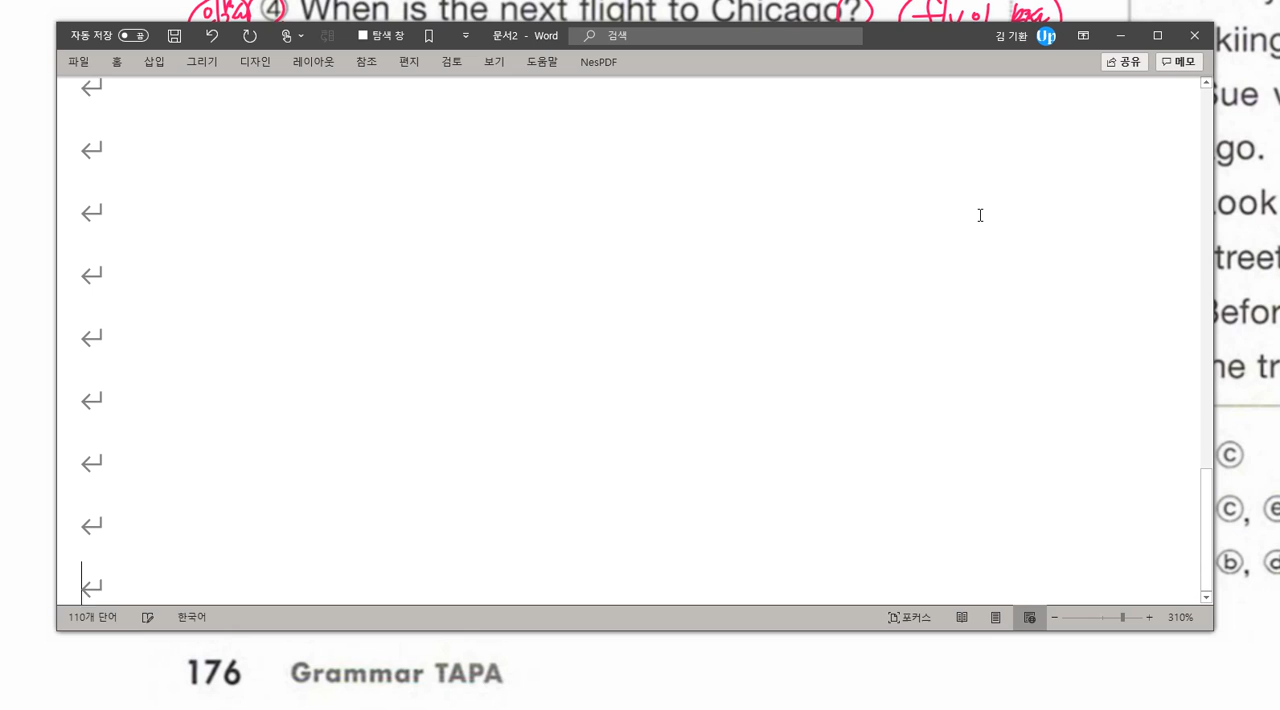 ④ When is the next flight to Chicago?
자동 저장 끔 탐색 창 문서2 - Word 검색 김 기환 Up
파일 홈 삽입 그리기 디자인 레이아웃 참조 편지 검토 보기 도움말 NesPDF 공유 메모
kiing
Sue
go.
Look
treet
Befor
he tr
ⓒ
ⓒ, ⓔ
ⓑ, ⓓ
110개 단어 한국어 포커스 310%
176 Grammar TAPA